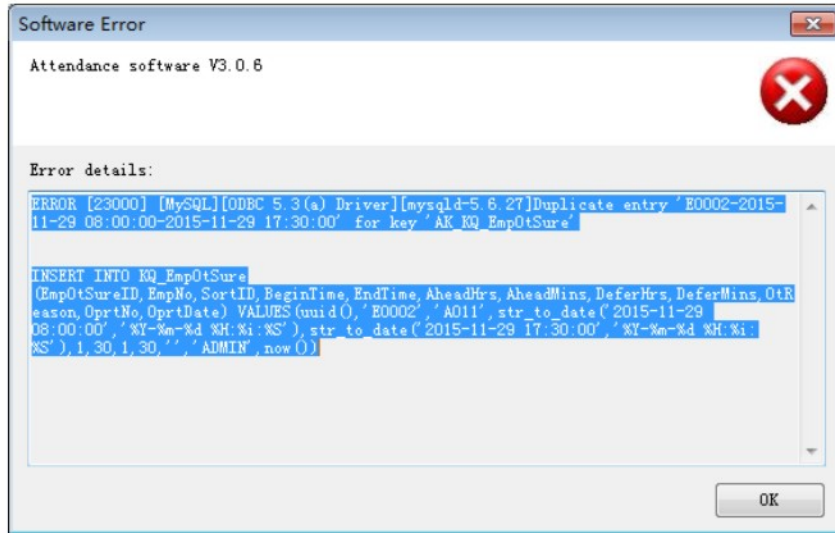 Software Error
Attendance software V3.0.6
Error details:
ERROR [23000] [MySQL][ODBC 5.3(a) Driver][mysqld-5.6.27]Duplicate entry 'E0002-2015-
11-29 08:00:00-2015-11-29 17:30:00' for key 'AK_KQ_EmpOtSure'
INSERT INTO KQ_EmpOtSure
(EmpOtSureID,EmpNo,SortID,BeginTime,EndTime,AheadHrs,AheadMins,DeferHrs,DeferMins,OtR
eason,OprtNo,OprtDate) VALUES(uuid(),'E0002','A011',str_to_date('2015-11-29
08:00:00','%Y-%m-%d %H:%i:%S'),str_to_date('2015-11-29 17:30:00','%Y-%m-%d %H:%i:
%S'),1,30,1,30,'','ADMIN',now())
OK